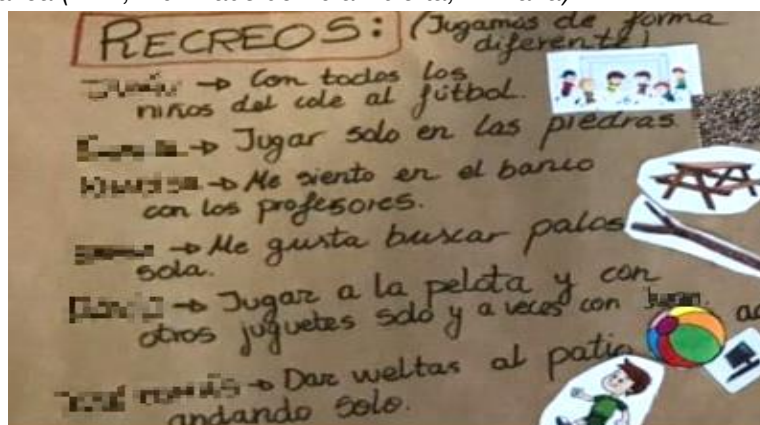 RECREOS: (Jugamos de forma
diferente)
→ Con todos los
niños del cole al fútbol.
→ Jugar solo en las piedras
→ Me siento en el banco
con los profesores.
→ Me gusta buscar palos
sola.
→ Jugar a la pelota y con
otros juguetes solo y a veces con
→ Dar vueltas al patio
andando solo.